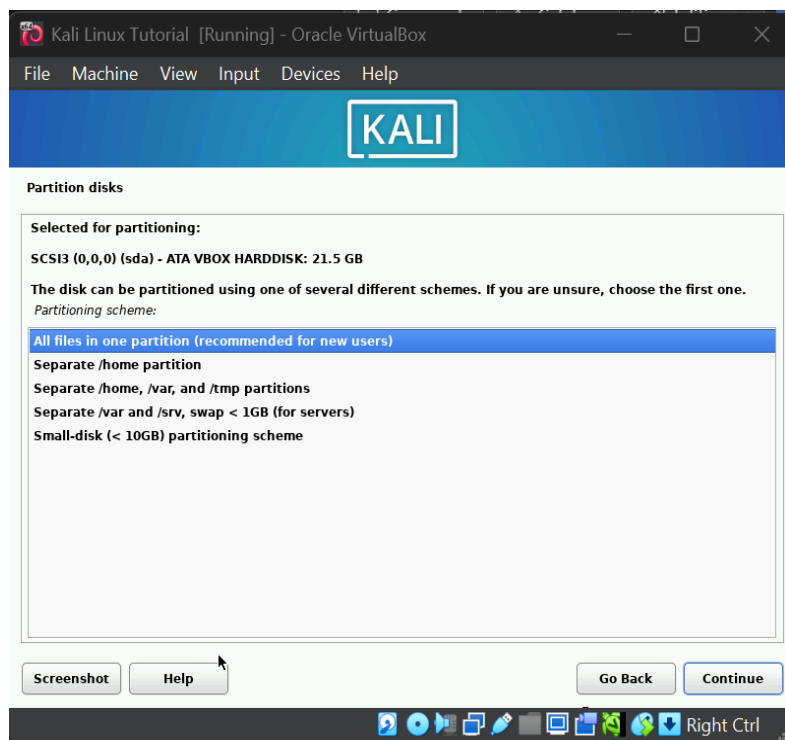 Kali Linux Tutorial [Running] - Oracle VirtualBox
File Machine View Input Devices Help
KALI
Partition disks
Selected for partitioning:
SCSI3 (0,0,0) (sda) - ATA VBOX HARDDISK: 21.5 GB
The disk can be partitioned using one of several different schemes. If you are unsure, choose the first one.
Partitioning scheme:
All files in one partition (recommended for new users)
Separate /home partition
Separate /home, /var, and /tmp partitions
Separate /var and /srv, swap < 1GB (for servers)
Small-disk (< 10GB) partitioning scheme
Screenshot Help Go Back Continue
Right Ctrl